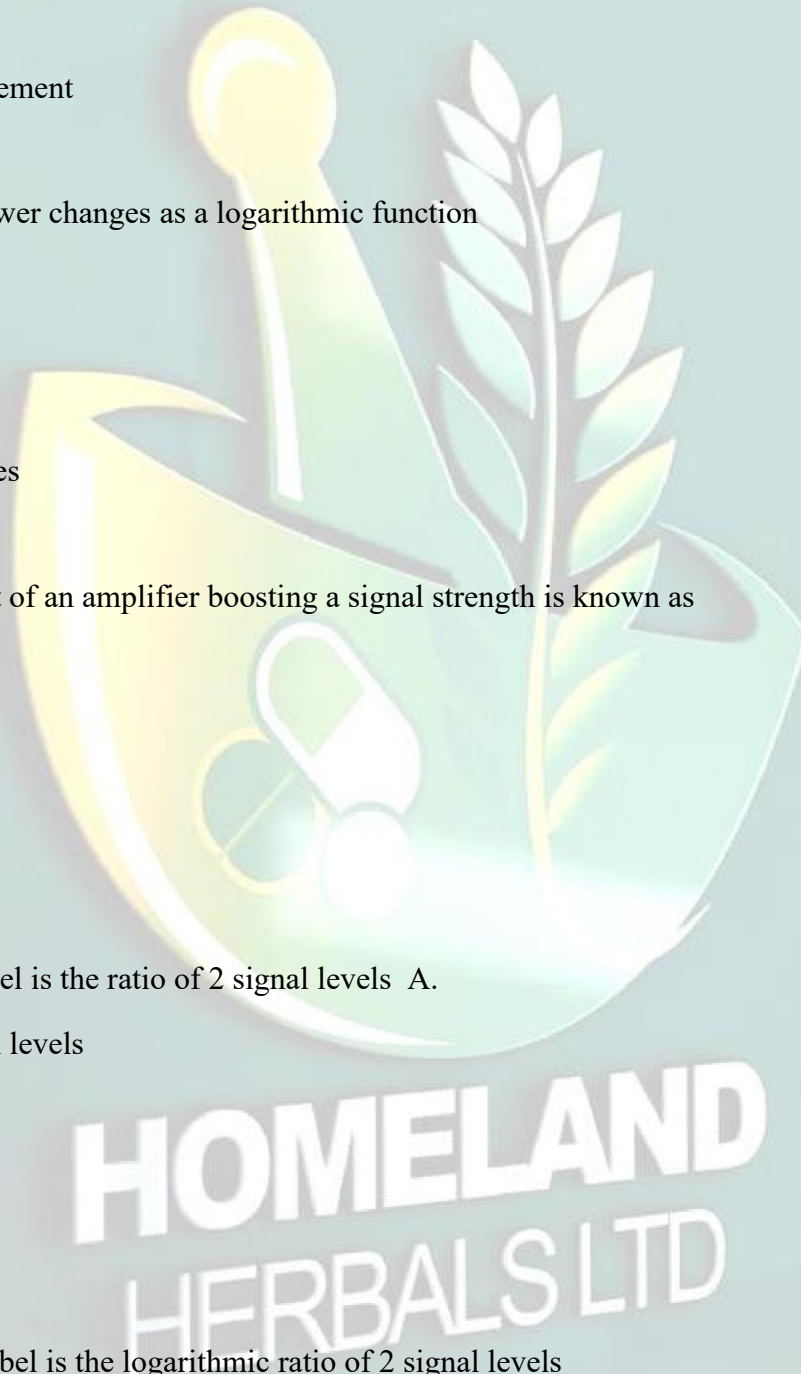 ement
wer changes as a logarithmic function
es
t of an amplifier boosting a signal strength is known as
el is the ratio of 2 signal levels A.
levels
HOMELAND
HERBALS LTD
bel is the logarithmic ratio of 2 signal levels